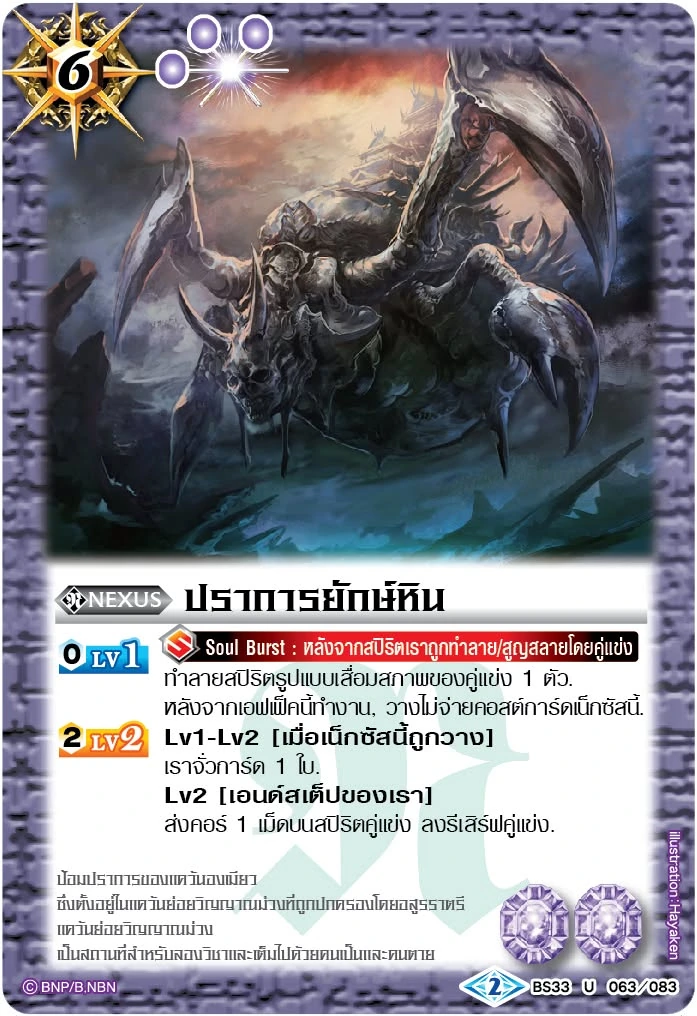 6
NEXUS ปราการยักษ์หิน
0 LV1
S Soul Burst : หลังจากสปิริตเราถูกทำลาย/สูญสลายโดยคู่แข่ง
ทำลายสปิริตรูปแบบเสื่อมสภาพของคู่แข่ง 1 ตัว.
หลังจากเอฟเฟ็คนี้ทำงาน, วางไม่จ่ายคอสต์การ์ดเน็กซัสนี้.
2 LV2
Lv1-Lv2 [เมื่อเน็กซัสนี้ถูกวาง]
เราจั่วการ์ด 1 ใบ.
Lv2 [เอนด์สเต็ปของเรา]
ส่งคอร์ 1 เม็ดบนสปิริตคู่แข่ง ลงรีเสิร์ฟคู่แข่ง.
ป้อมปราการของแคว้นองเมียว
ซึ่งตั้งอยู่ในแคว้นย่อยวิญญาณม่วงที่ถูกปกครองโดยอสูรราตรี
แคว้นย่อยวิญญาณม่วง
เป็นสถานที่สำหรับลองวิชาและเต็มไปด้วยคนเป็นและคนตาย
illustration:Hayaken
©BNP/B,NBN
2 BS33 U 063/083